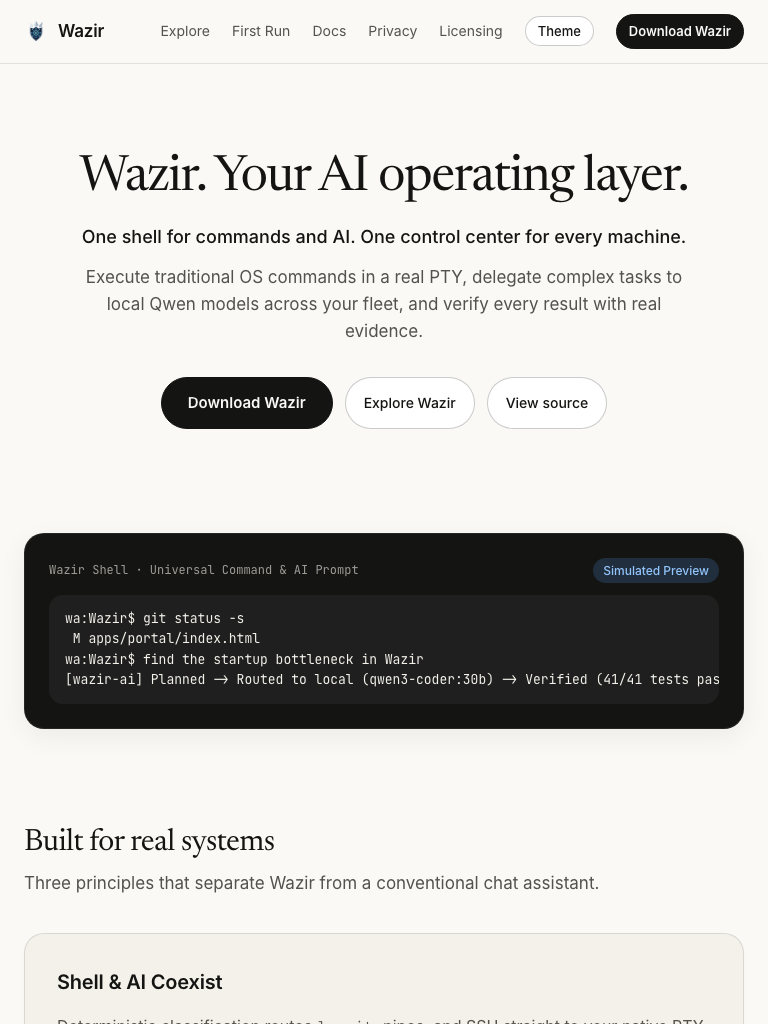 Wazir
Explore
First Run
Docs
Privacy
Licensing
Theme
Download Wazir
Wazir. Your AI operating layer.
One shell for commands and AI. One control center for every machine.
Execute traditional OS commands in a real PTY, delegate complex tasks to
local Qwen models across your fleet, and verify every result with real
evidence.
Download Wazir
Explore Wazir
View source
Wazir Shell · Universal Command & AI Prompt
Simulated Preview
wa:Wazir$ git status -s
M apps/portal/index.html
wa:Wazir$ find the startup bottleneck in Wazir
[wazir-ai] Planned → Routed to local (qwen3-coder:30b) → Verified (41/41 tests pas
Built for real systems
Three principles that separate Wazir from a conventional chat assistant.
Shell & AI Coexist